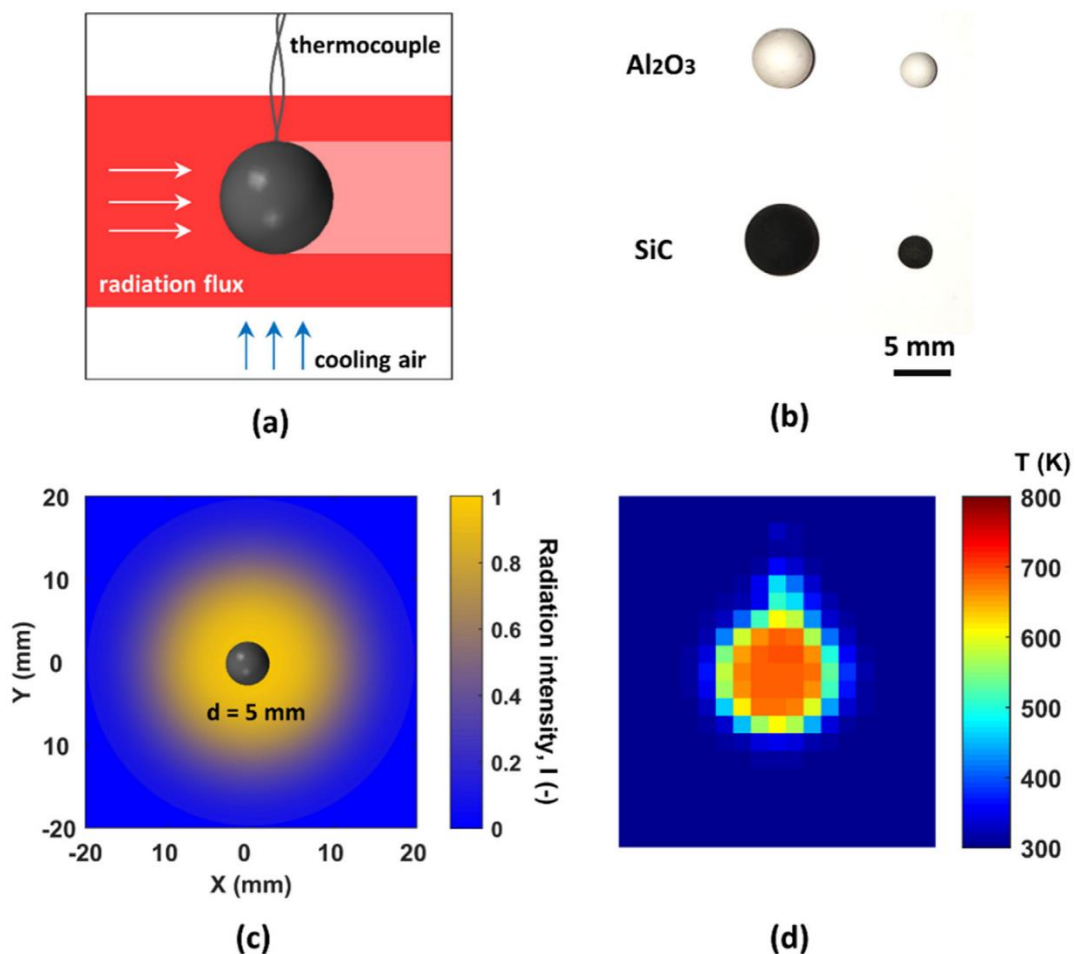 thermocouple
radiation flux
cooling air
(a)
Al2O3
SiC
5 mm
(b)
20
10
0
10
-20
Y (mm)
-20
-10
0
10
20
X (mm)
d = 5 mm
1
0.8
0.6
0.4
0.2
0
Radiation intensity, I (-)
(c)
T (K)
800
700
600
500
400
300
(d)